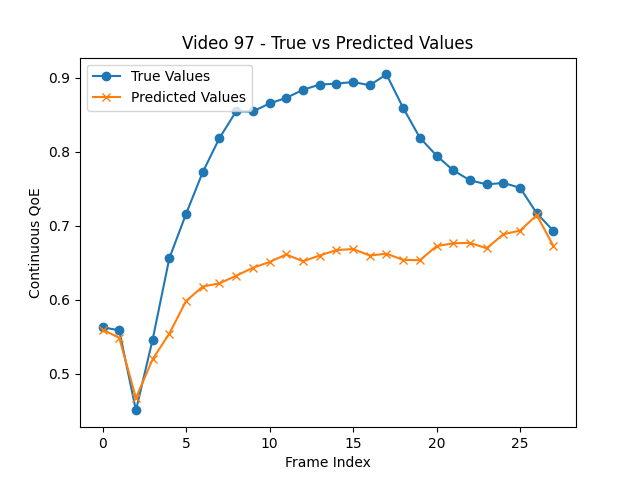 Video 97 - True vs Predicted Values
True Values
Predicted Values
Continuous QoE
0.9
0.8
0.7
0.6
0.5
0 5 10 15 20 25
Frame Index